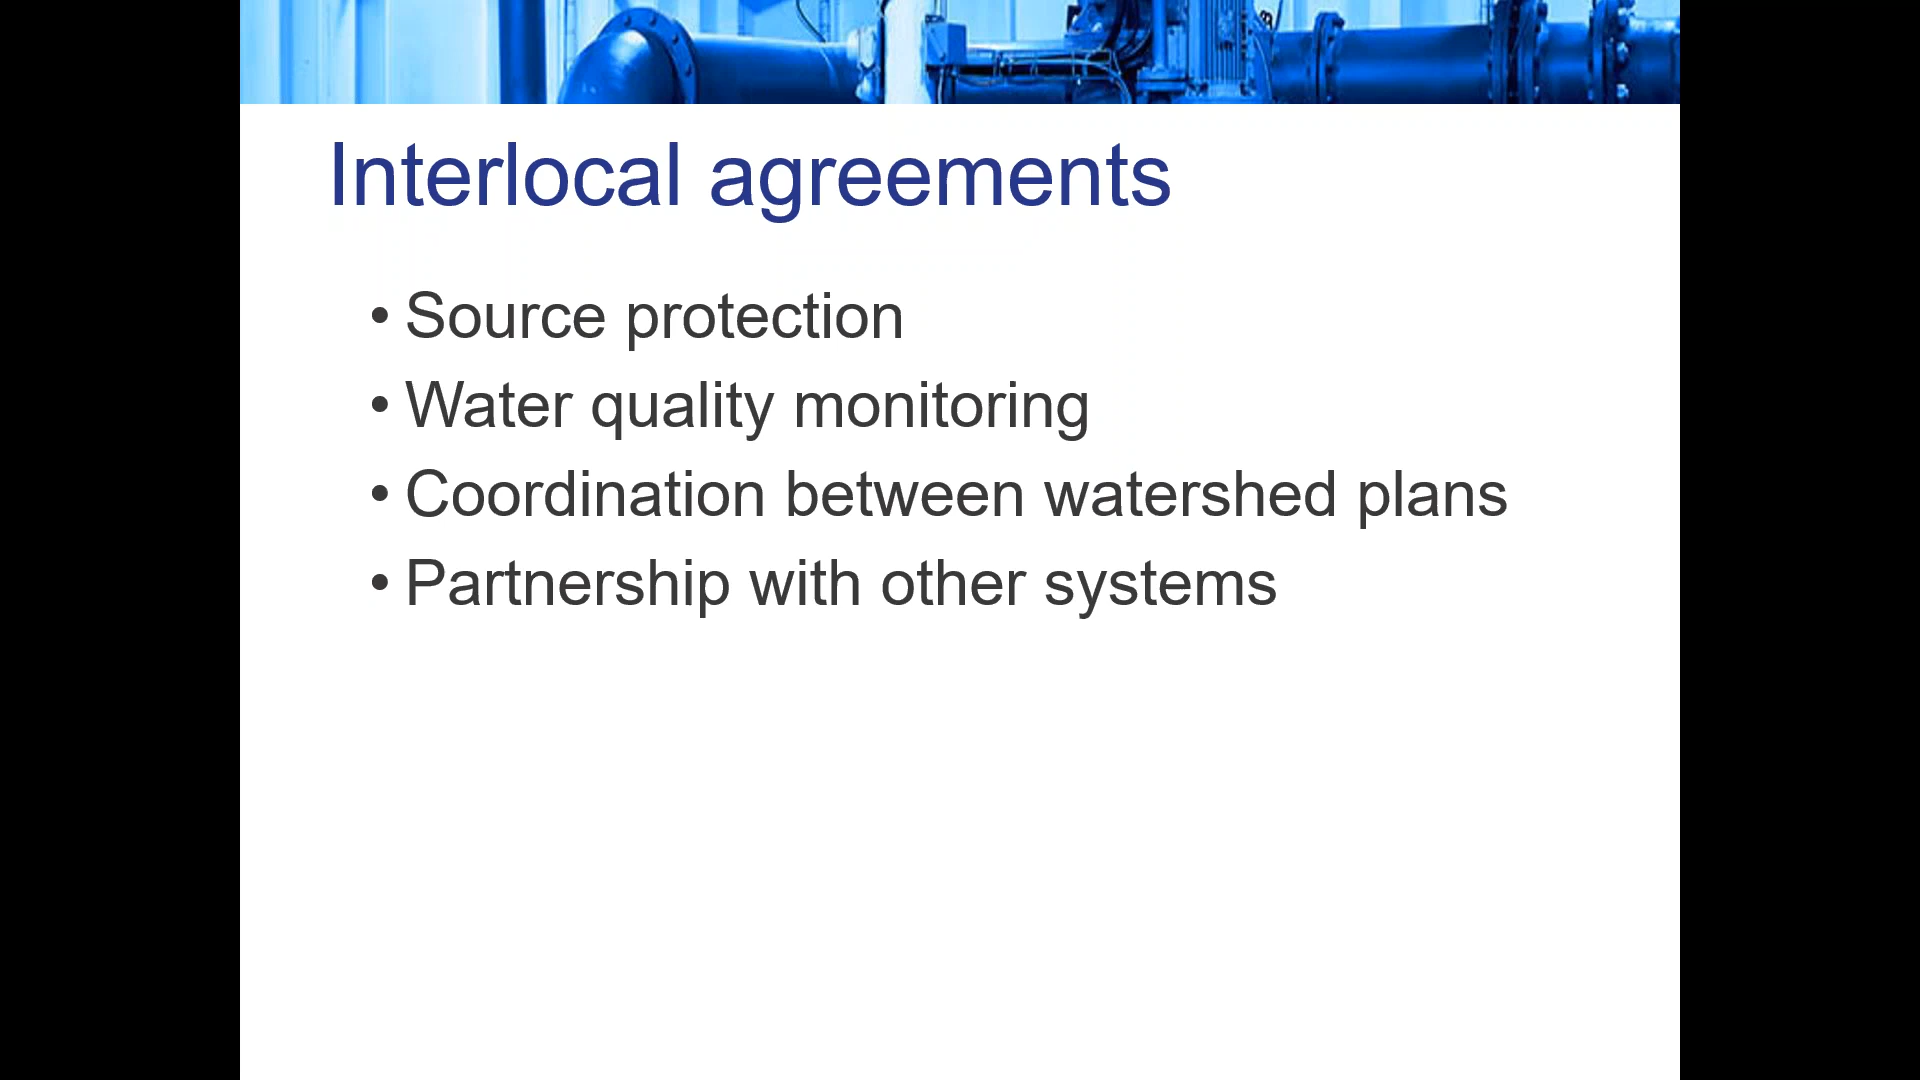 Interlocal agreements
• Source protection
• Water quality monitoring
• Coordination between watershed plans
• Partnership with other systems